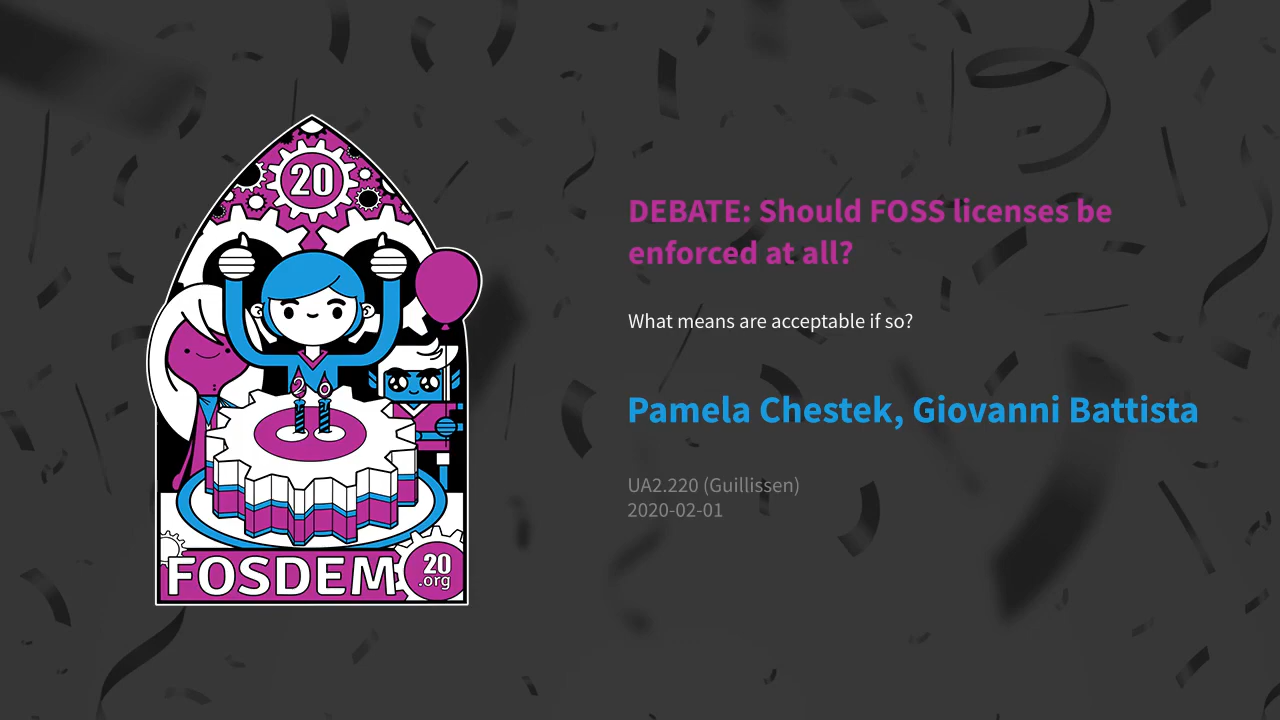 20
DEBATE: Should FOSS licenses be
enforced at all?
What means are acceptable if so?
20
Pamela Chestek, Giovanni Battista
UA2.220 (Guillissen)
2020-02-01
FOSDEM
20
.org